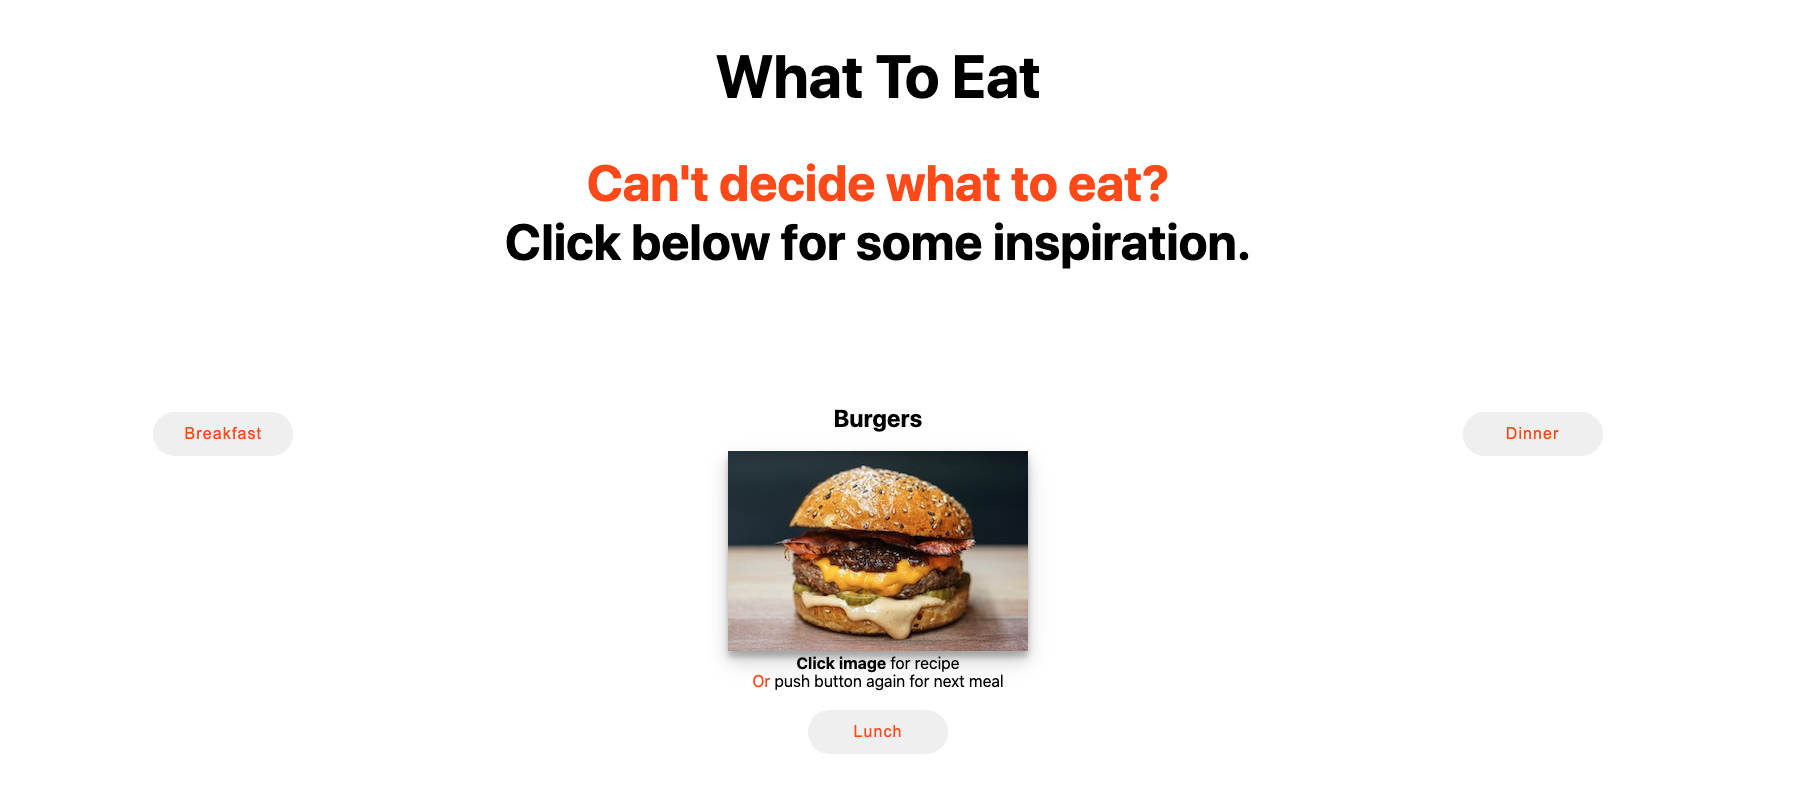 What To Eat
Can't decide what to eat?
Click below for some inspiration.
Breakfast
Burgers
Dinner
Click image for recipe
Or push button again for next meal
Lunch